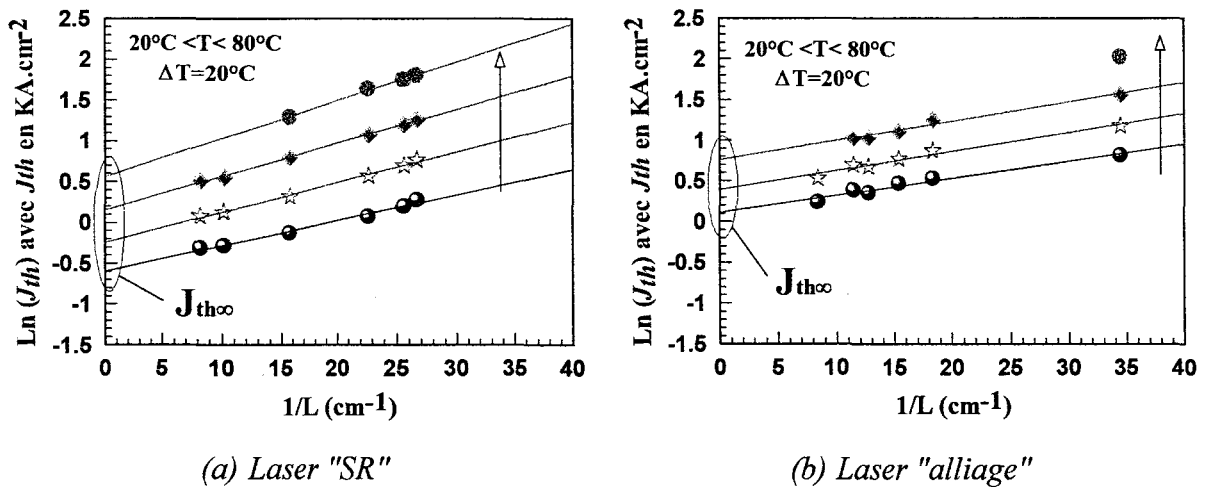 Ln (Jth) avec Jth en KA.cm-2
2.5
2
1.5
1
0.5
0
-0.5
-1
-1.5
20°C <T< 80°C
ΔT=20°C
Jth∞
0 5 10 15 20 25 30 35 40
1/L (cm-1)
(a) Laser "SR"
Ln (Jth) avec Jth en KA.cm-2
2.5
2
1.5
1
0.5
0
-0.5
-1
-1.5
20°C <T< 80°C
ΔT=20°C
Jth∞
0 5 10 15 20 25 30 35 40
1/L (cm-1)
(b) Laser "alliage"